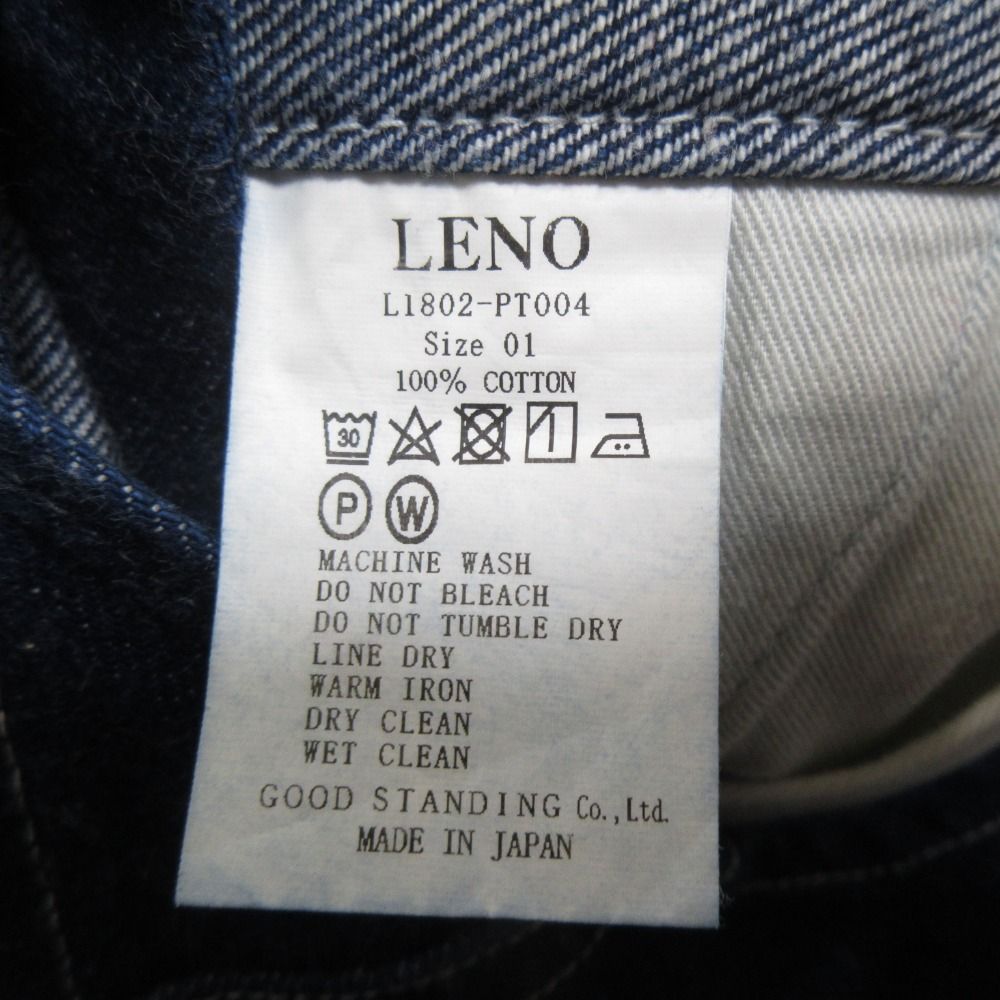 LENO
L1802-PT004
Size 01
100% COTTON
30
P W
MACHINE WASH
DO NOT BLEACH
DO NOT TUMBLE DRY
LINE DRY
WARM IRON
DRY CLEAN
WET CLEAN
GOOD STANDING Co.,Ltd.
MADE IN JAPAN